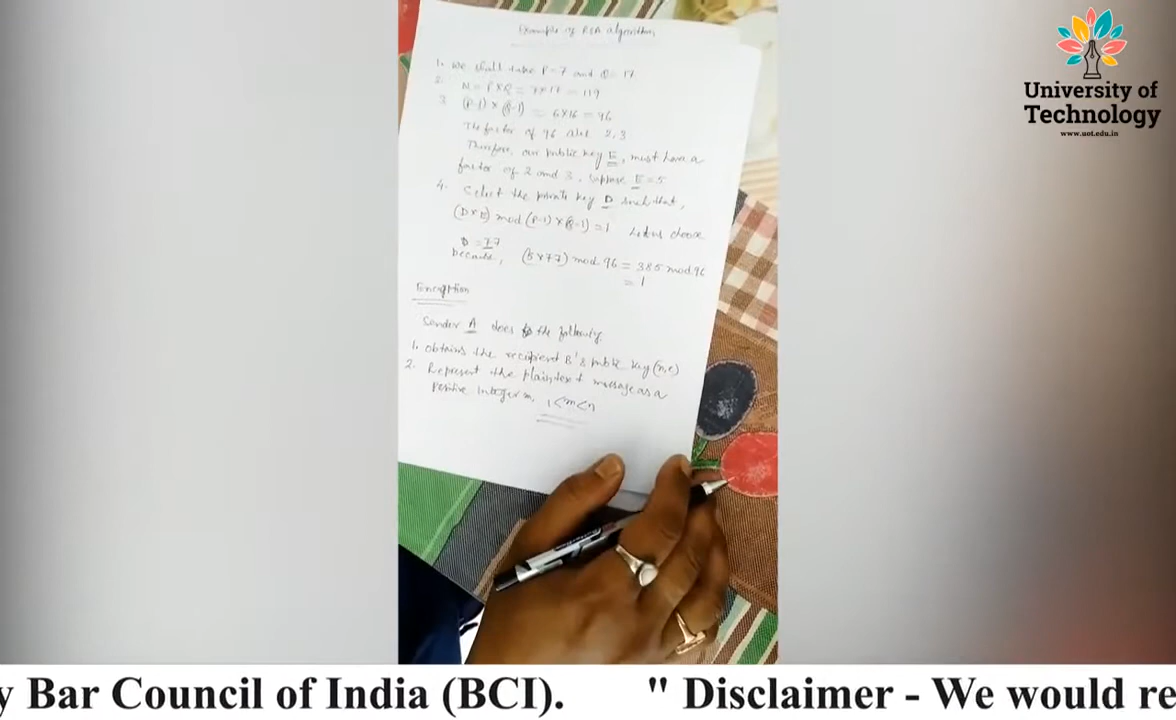 Example of RSA algorithm
1. We shall take P=7 and Q=17
2. N = P×Q = 7×17 = 119
3. (P-1) × (Q-1) = 6×16 = 96
The factor of 96 are 2, 3
Therefore, our public key E, must have a
factor of 2 and 3, suppose E=5
4. Select the private key D such that,
(D×E) mod (P-1)×(Q-1) = 1 Let us choose
D = 77
because, (5×77) mod 96 = 385 mod 96
= 1
Encryption
Sender A does the following
1. obtains the recipient B's public key (n,e)
2. Represent the plaintext message as a
Positive integer m, 1<m<n
University of
Technology
www.uot.edu.in
y Bar Council of India (BCI). " Disclaimer - We would re